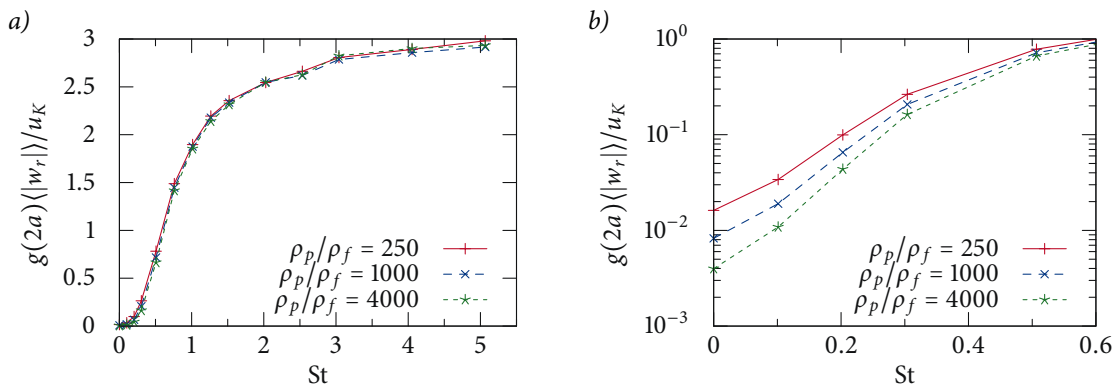 a)
g(2a)⟨|w_r|⟩/u_K
3
2.5
2
1.5
1
0.5
0
ρ_p/ρ_f = 250
ρ_p/ρ_f = 1000
ρ_p/ρ_f = 4000
0 1 2 3 4 5
St
b)
g(2a)⟨|w_r|⟩/u_K
10^0
10^−1
10^−2
10^−3
ρ_p/ρ_f = 250
ρ_p/ρ_f = 1000
ρ_p/ρ_f = 4000
0 0.2 0.4 0.6
St